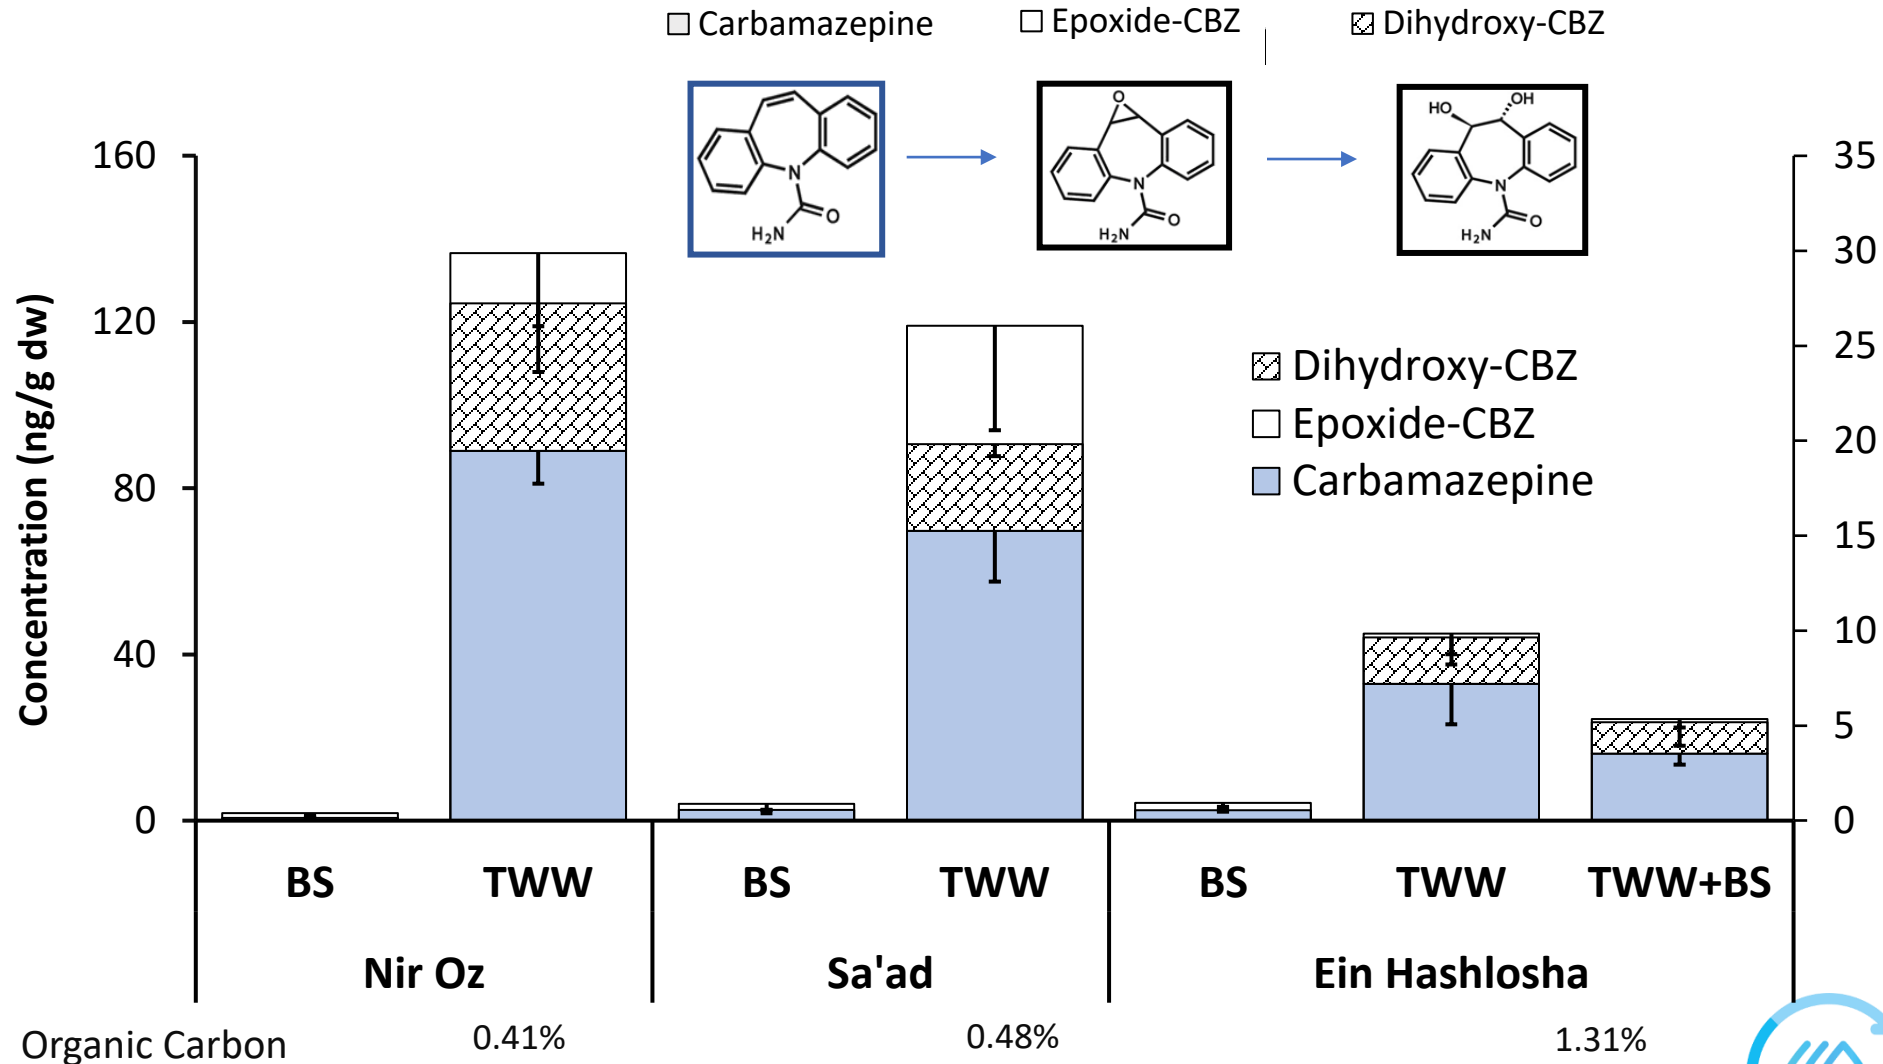 Carbamazepine Epoxide-CBZ Dihydroxy-CBZ
O
N
O
H₂N
O
N
O
H₂N
HO
OH
N
O
H₂N
Concentration (ng/g dw)
160
120
80
40
0
35
30
25
20
15
10
5
0
Dihydroxy-CBZ
Epoxide-CBZ
Carbamazepine
BS TWW BS TWW BS TWW TWW+BS
Nir Oz Sa'ad Ein Hashlosha
Organic Carbon 0.41% 0.48% 1.31%